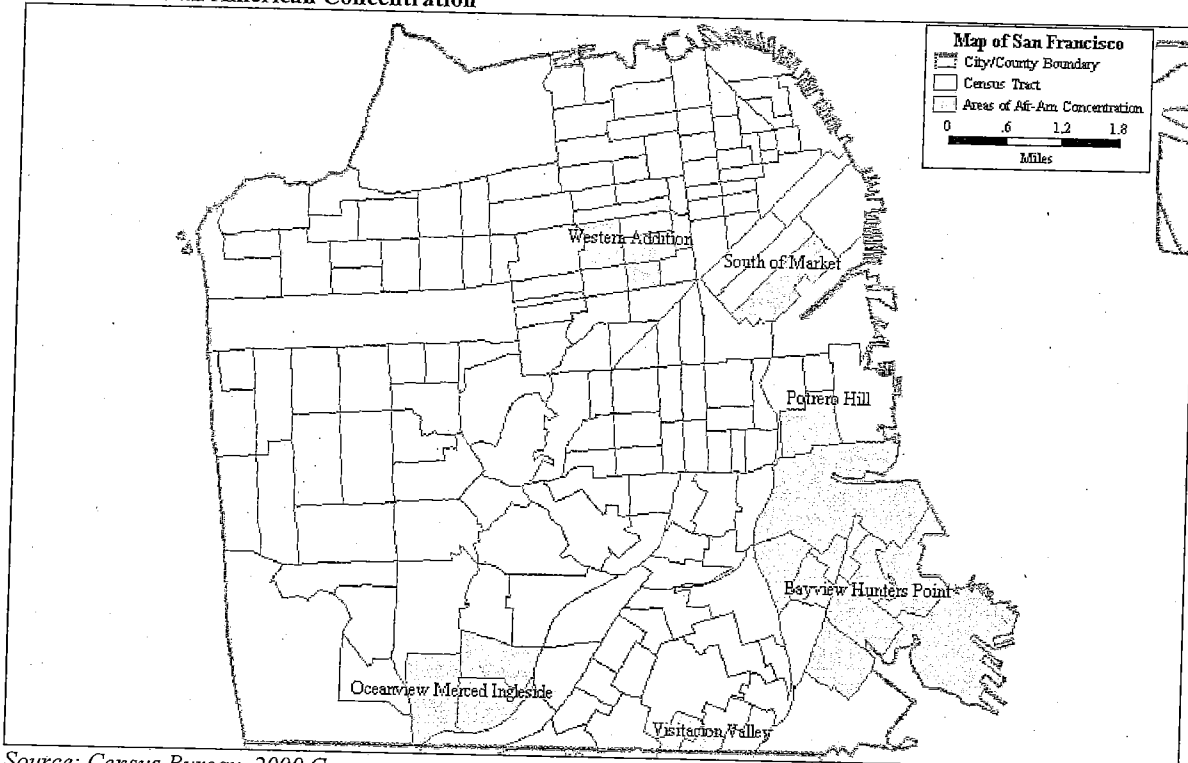 American Concentration
Map of San Francisco
City/County Boundary
Census Tract
Areas of Afr-Am Concentration
0 .6 1.2 1.8
Miles
Western Addition
South of Market
Potrero Hill
Bayview Hunters Point
Oceanview Merced Ingleside
Visitacion Valley
Source: Census Bureau, 2000